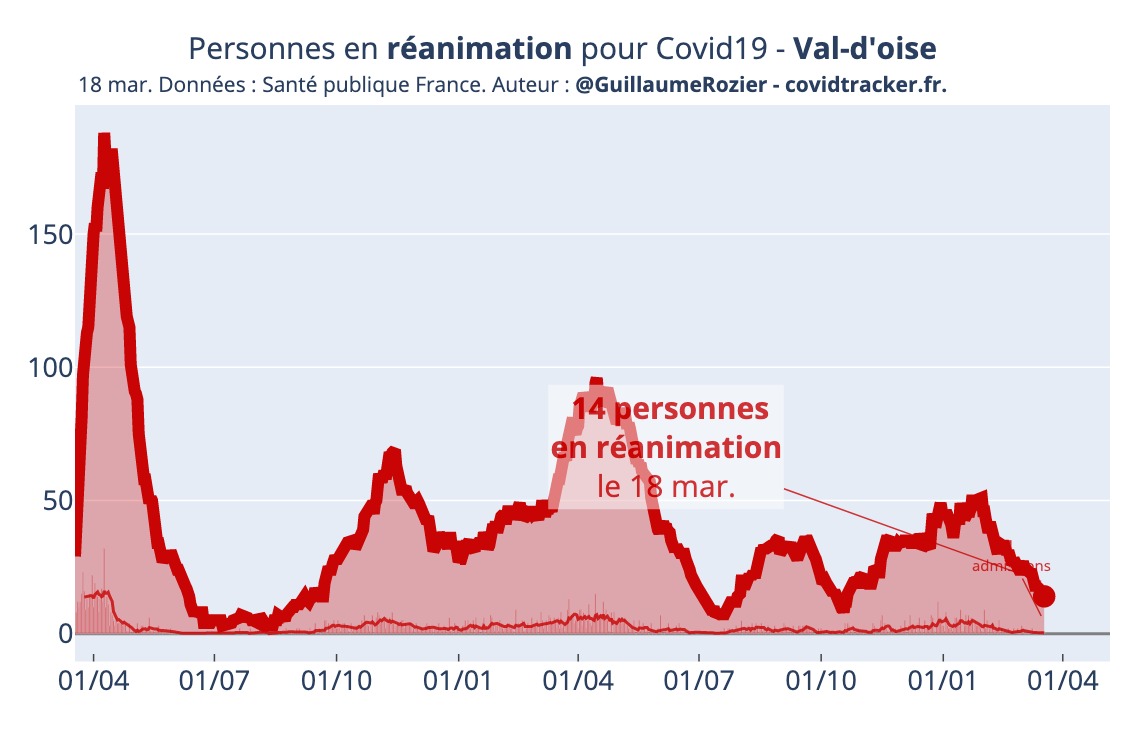 Personnes en réanimation pour Covid19 - Val-d'oise
18 mar. Données : Santé publique France. Auteur : @GuillaumeRozier - covidtracker.fr.
150
100
50
0
14 personnes
en réanimation
le 18 mar.
admissions
01/04 01/07 01/10 01/01 01/04 01/07 01/10 01/01 01/04